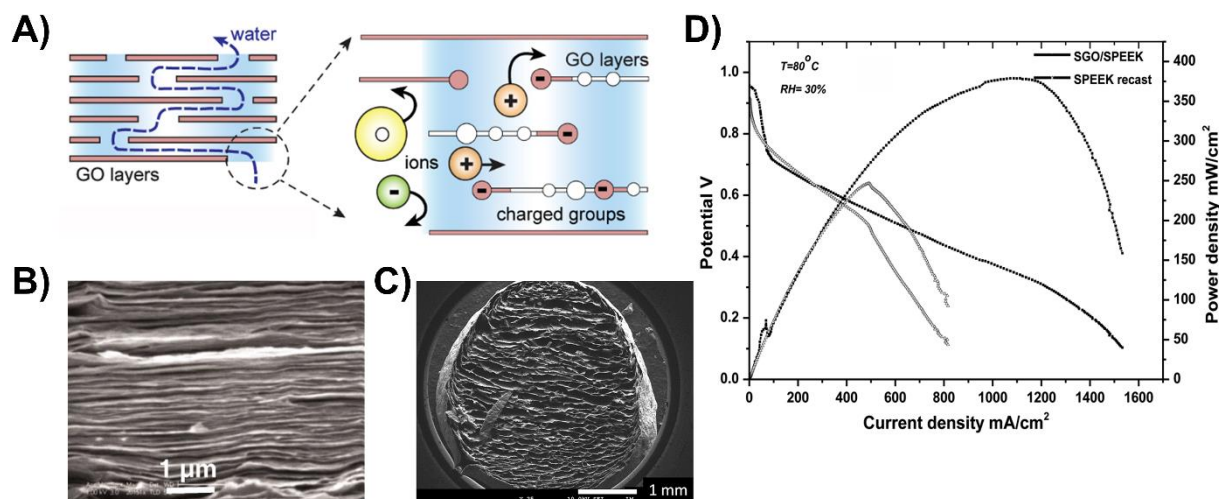 A)
water
GO layers
GO layers
ions
charged groups
B)
1 µm
C)
1 mm
D)
T=80°C
RH= 30%
SGO/SPEEK
SPEEK recast
Potential V
1.0
0.8
0.6
0.4
0.2
0.0
0 200 400 600 800 1000 1200 1400 1600
Current density mA/cm²
400
350
300
250
200
150
100
50
0
Power density mW/cm²